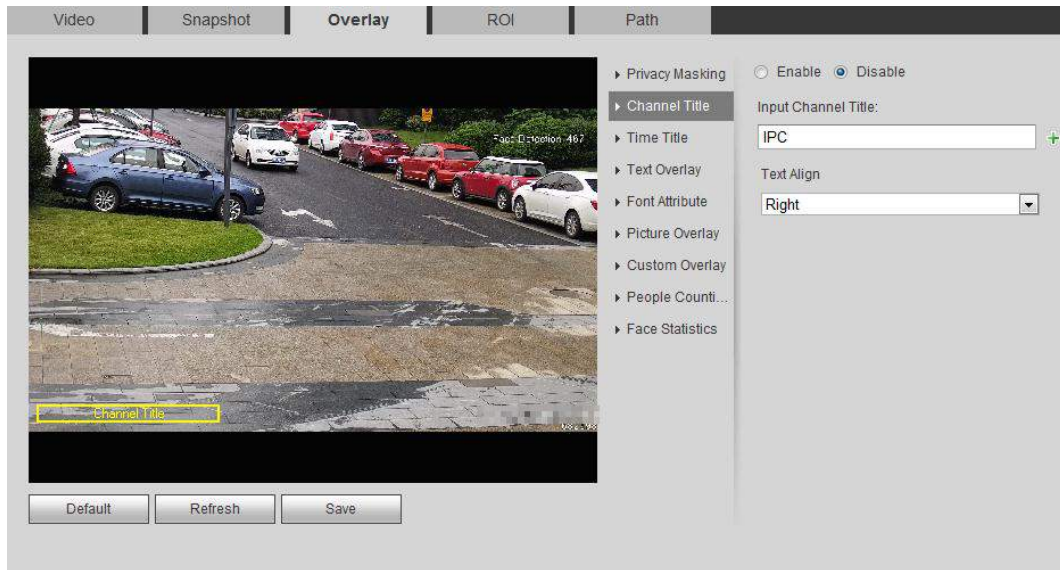 Video
Snapshot
Overlay
ROI
Path
Privacy Masking
Channel Title
Time Title
Text Overlay
Font Attribute
Picture Overlay
Custom Overlay
People Counti...
Face Statistics
Enable
Disable
Input Channel Title:
IPC
Text Align
Right
Face Detection 467
Channel Title
Default
Refresh
Save